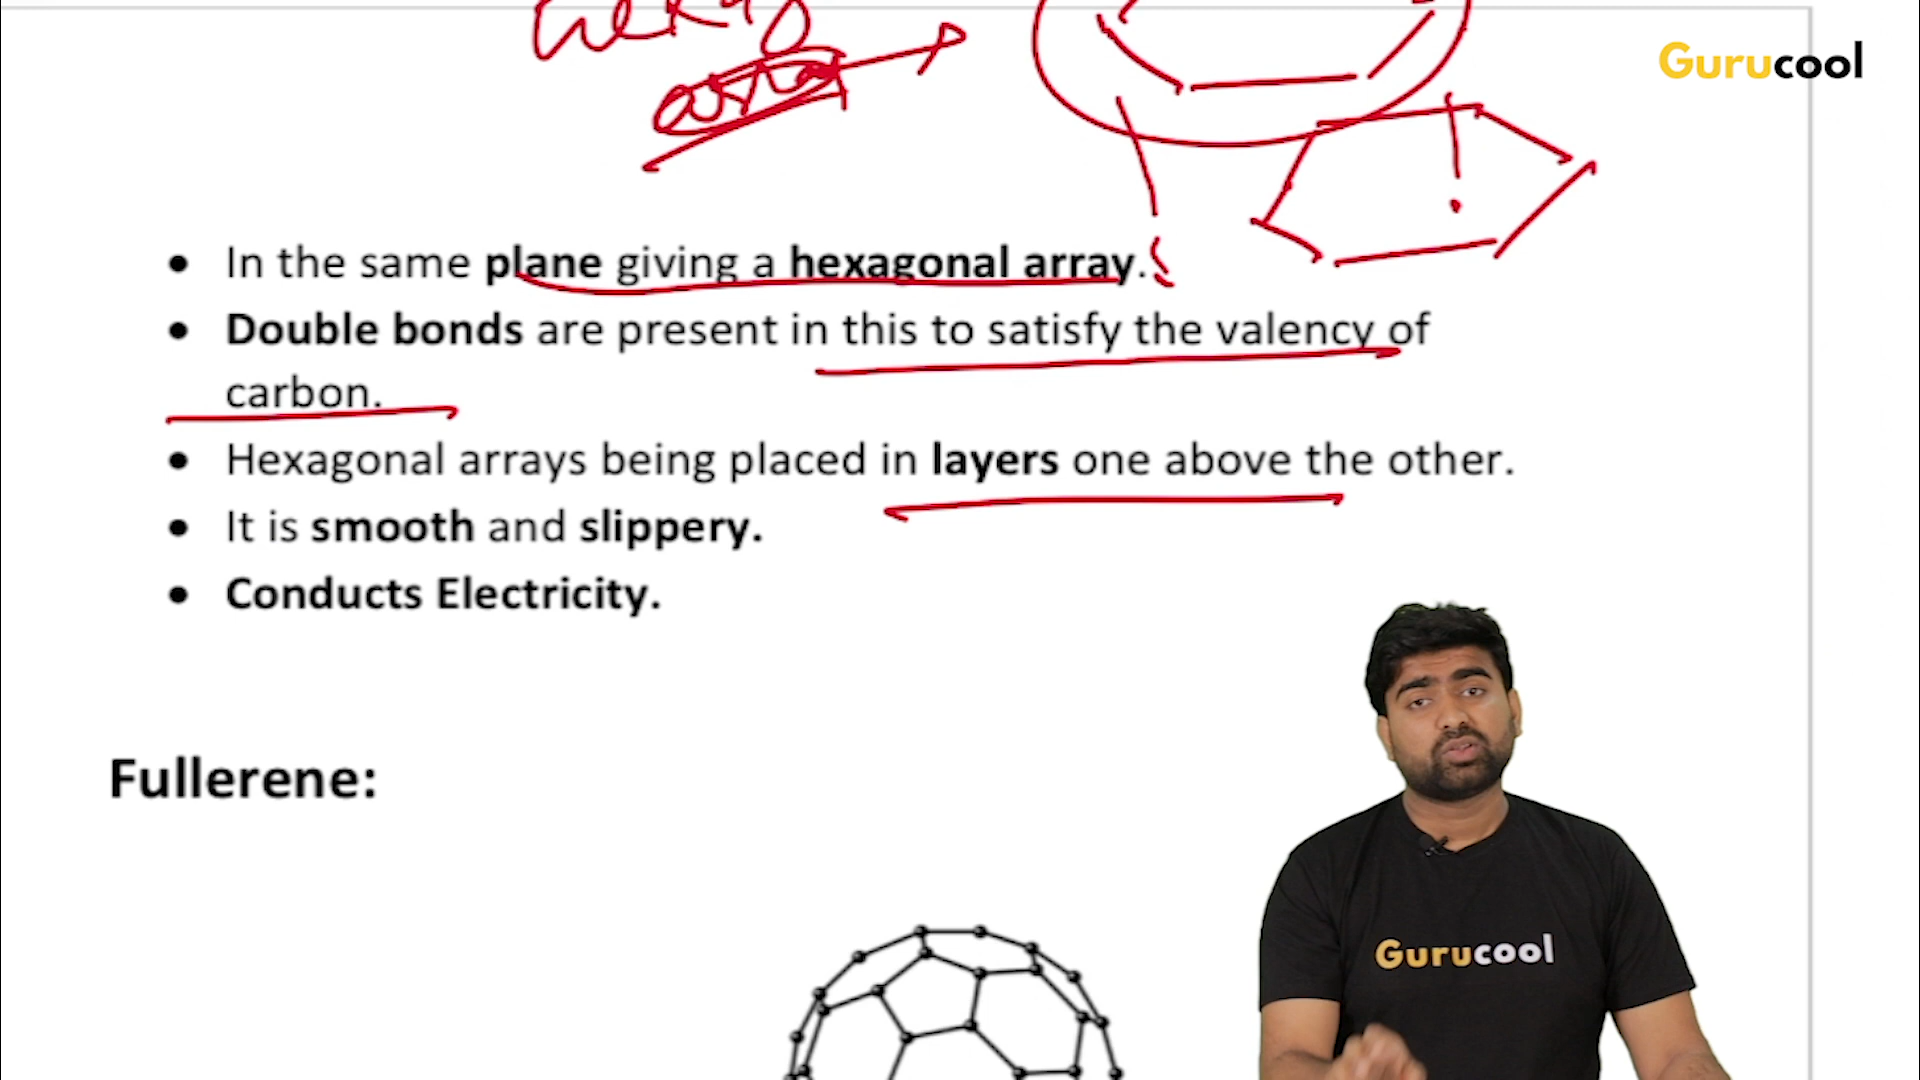 Gurucool
• In the same plane giving a hexagonal array.
• Double bonds are present in this to satisfy the valency of
carbon.
• Hexagonal arrays being placed in layers one above the other.
• It is smooth and slippery.
• Conducts Electricity.
Fullerene:
Gurucool